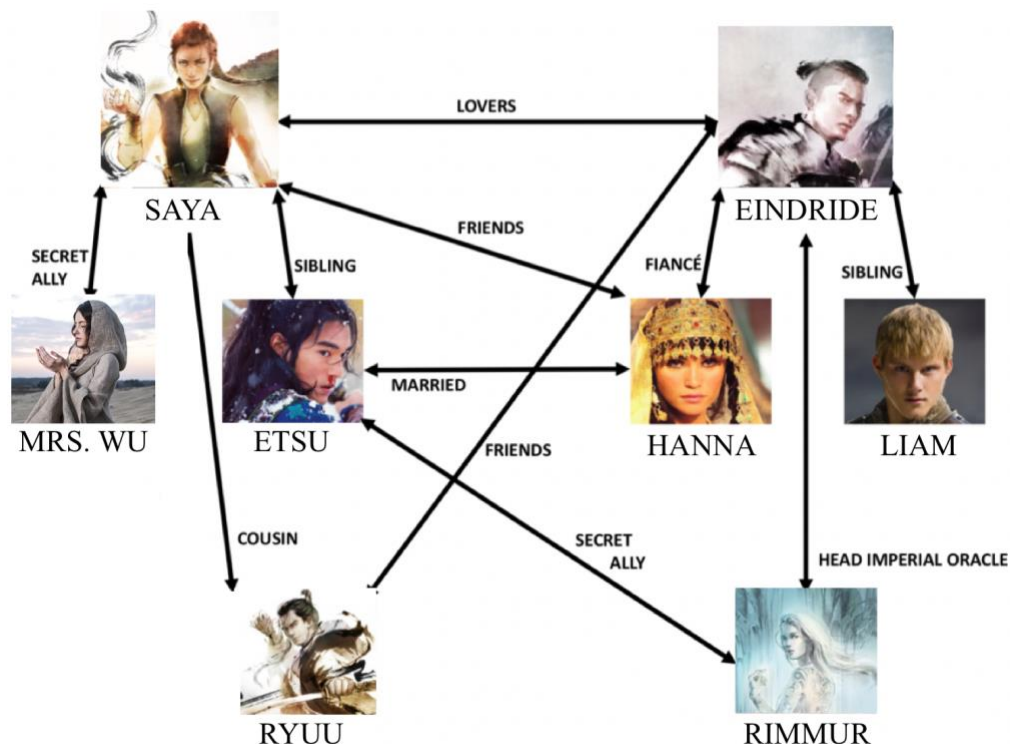 LOVERS
SAYA
EINDRIDE
FRIENDS
SECRET
ALLY
SIBLING
FIANCÉ
SIBLING
MARRIED
MRS. WU
ETSU
HANNA
LIAM
FRIENDS
COUSIN
SECRET
ALLY
HEAD IMPERIAL ORACLE
RYUU
RIMMUR